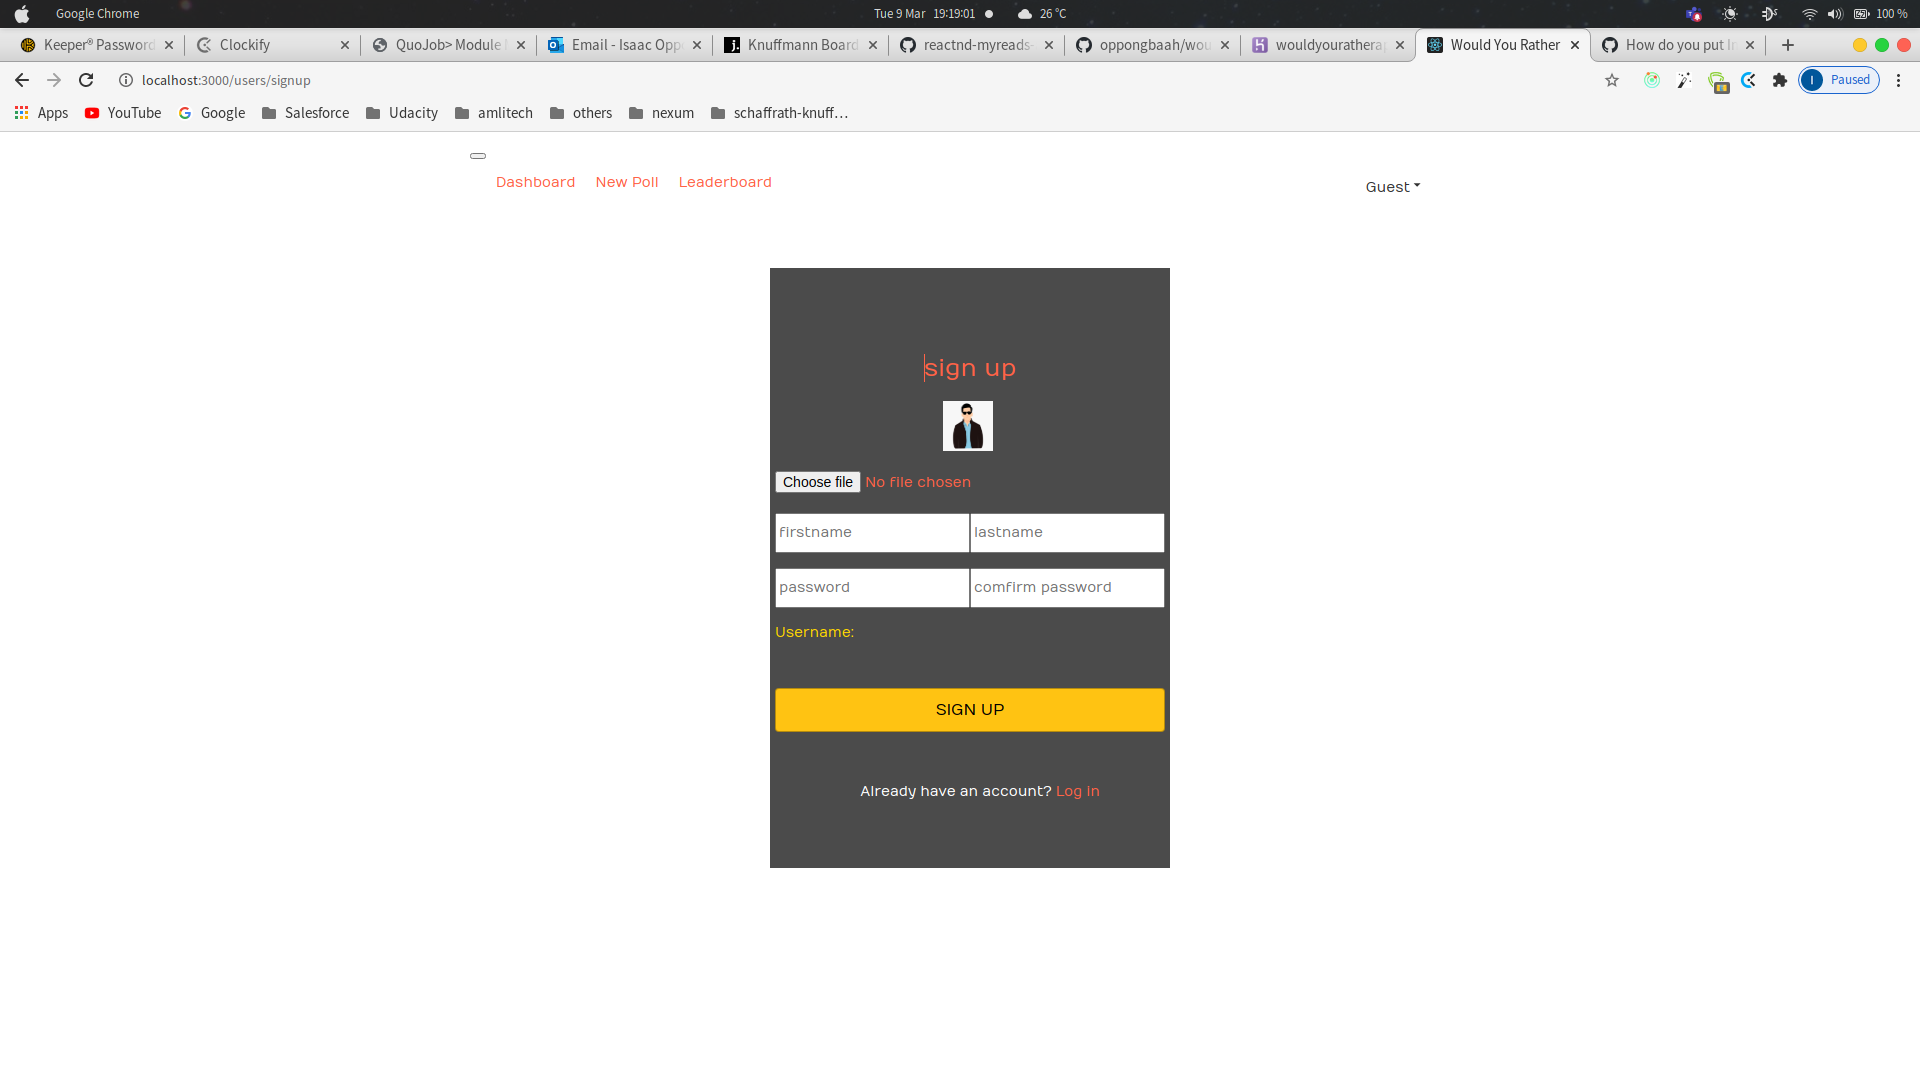 Google Chrome Tue 9 Mar 19:19:01 26 °C 100 %
Keeper® Password Clockify QuoJob> Module Email - Isaac Opp Knuffmann Board reactnd-myreads- oppongbaah/wou wouldyouratherap Would You Rather How do you put I
localhost:3000/users/signup I Paused
Apps YouTube Google Salesforce Udacity amlitech others nexum schaffrath-knuff…
Dashboard New Poll Leaderboard Guest
sign up
Choose file No file chosen
firstname lastname
password comfirm password
Username:
SIGN UP
Already have an account? Log In